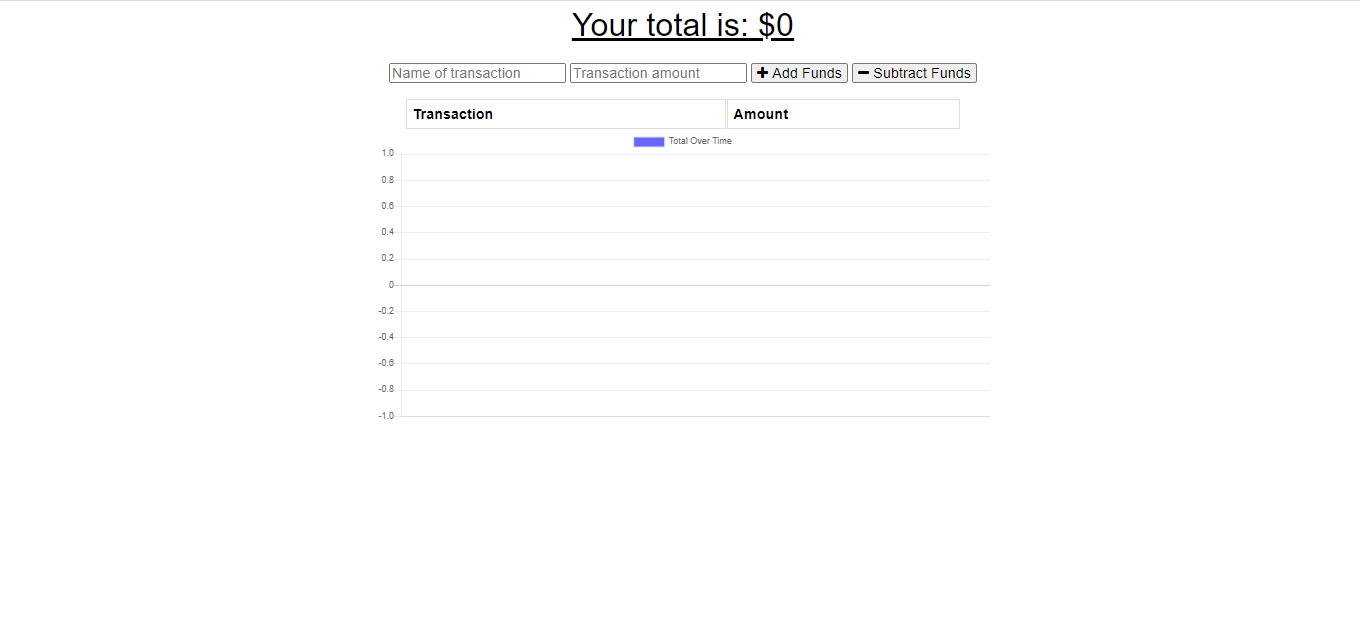 Your total is: $0
Name of transaction Transaction amount + Add Funds − Subtract Funds
Transaction Amount
Total Over Time
1.0
0.8
0.6
0.4
0.2
0
-0.2
-0.4
-0.6
-0.8
-1.0